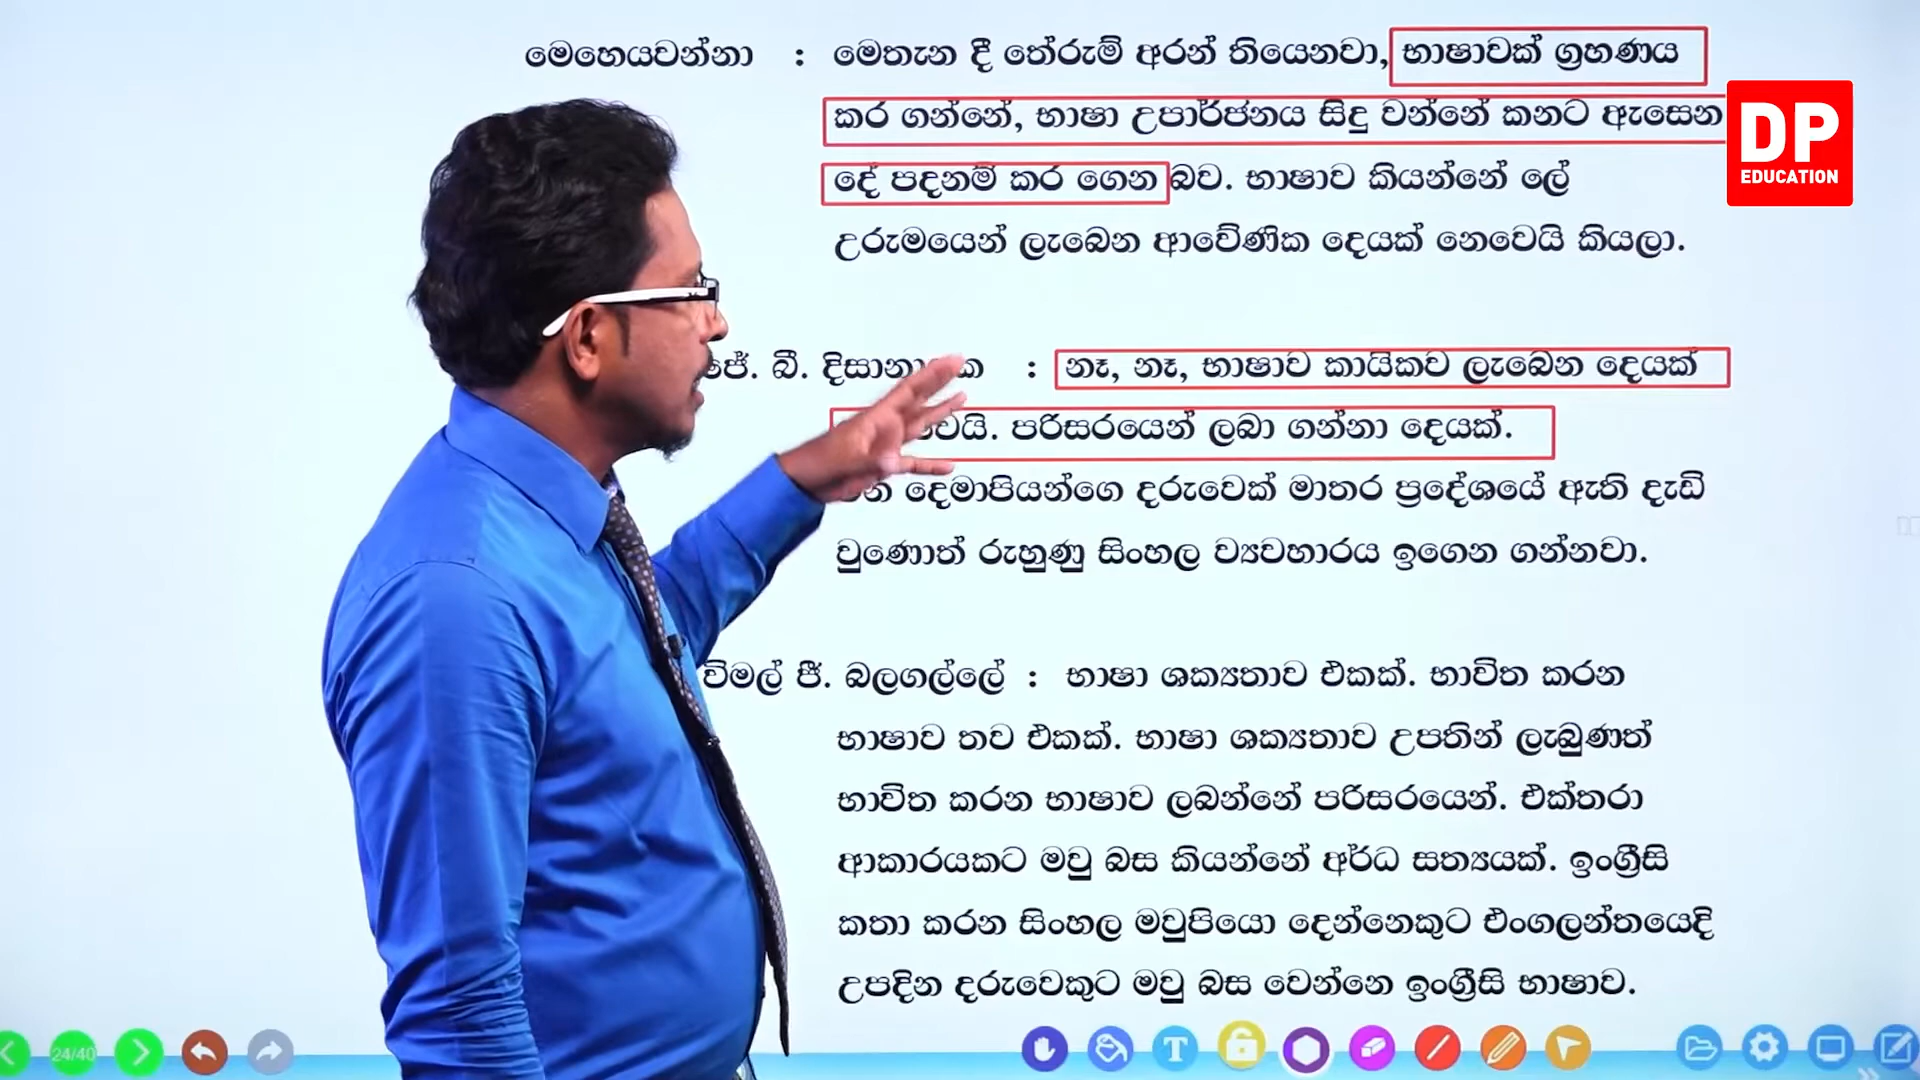 මෙහෙයවන්නා : මෙතැන දී තේරුම් අරන් තියෙනවා, භාෂාවක් ග්‍රහණය
කර ගන්නේ, භාෂා උපාර්ජනය සිදු වන්නේ කනට ඇසෙන
දේ පදනම් කර ගෙන බව. භාෂාව කියන්නේ ලේ
උරුමයෙන් ලැබෙන ආවේණික දෙයක් නෙවෙයි කියලා.
DP
EDUCATION
ජේ. බී. : නෑ, නෑ, භාෂාව කායිකව ලැබෙන දෙයක්
පරිසරයෙන් ලබා ගන්නා දෙයක්.
දෙමාපියන්ගෙ දරුවෙක් මාතර ප්‍රදේශයේ ඇති දැඩි
වුණොත් රුහුණු සිංහල ව්‍යවහාරය ඉගෙන ගන්නවා.
විමල් ජී. බලගල්ලේ : භාෂා ශක්‍යතාව එකක්. භාවිත කරන
භාෂාව තව එකක්. භාෂා ශක්‍යතාව උපතින් ලැබුණත්
භාවිත කරන භාෂාව ලබන්නේ පරිසරයෙන්. එක්තරා
ආකාරයකට මවු බස කියන්නේ අර්ධ සත්‍යයක්. ඉංග්‍රීසි
කතා කරන සිංහල මවුපියො දෙන්නෙකුට එංගලන්තයෙදි
උපදින දරුවෙකුට මවු බස වෙන්නෙ ඉංග්‍රීසි භාෂාව.
24/40